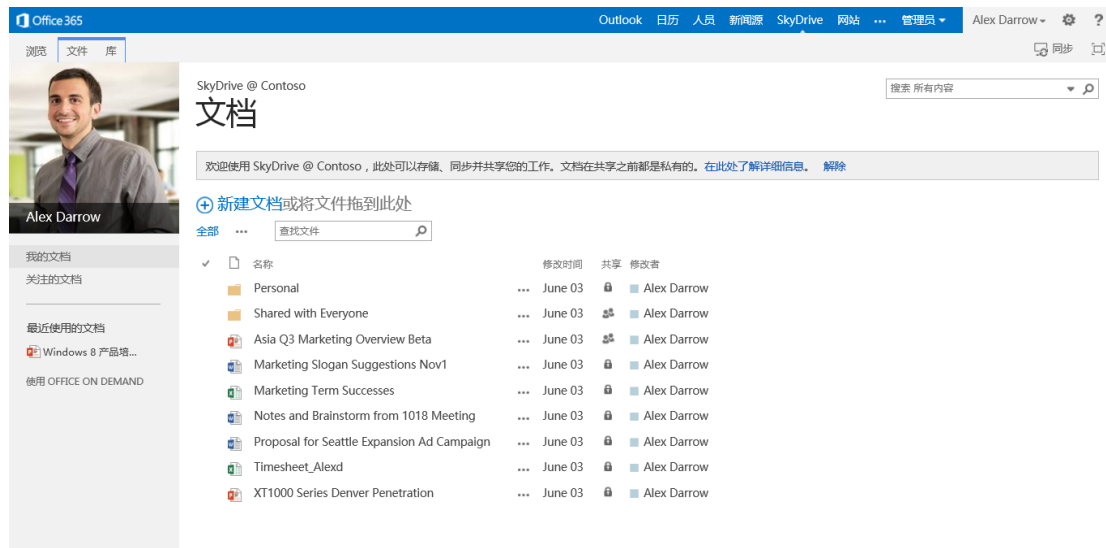 Office 365 Outlook 日历 人员 新闻源 SkyDrive 网站 ... 管理员 Alex Darrow ?
浏览 文件 库 同步
SkyDrive @ Contoso
文档
搜索 所有内容
欢迎使用 SkyDrive @ Contoso，此处可以存储、同步并共享您的工作。文档在共享之前都是私有的。在此处了解详细信息。 解除
Alex Darrow
新建文档或将文件拖到此处
全部 ... 查找文件
我的文档
关注的文档
最近使用的文档
Windows 8 产品培...
使用 OFFICE ON DEMAND
名称 修改时间 共享 修改者
Personal ... June 03 Alex Darrow
Shared with Everyone ... June 03 Alex Darrow
Asia Q3 Marketing Overview Beta ... June 03 Alex Darrow
Marketing Slogan Suggestions Nov1 ... June 03 Alex Darrow
Marketing Term Successes ... June 03 Alex Darrow
Notes and Brainstorm from 1018 Meeting ... June 03 Alex Darrow
Proposal for Seattle Expansion Ad Campaign ... June 03 Alex Darrow
Timesheet_Alexd ... June 03 Alex Darrow
XT1000 Series Denver Penetration ... June 03 Alex Darrow